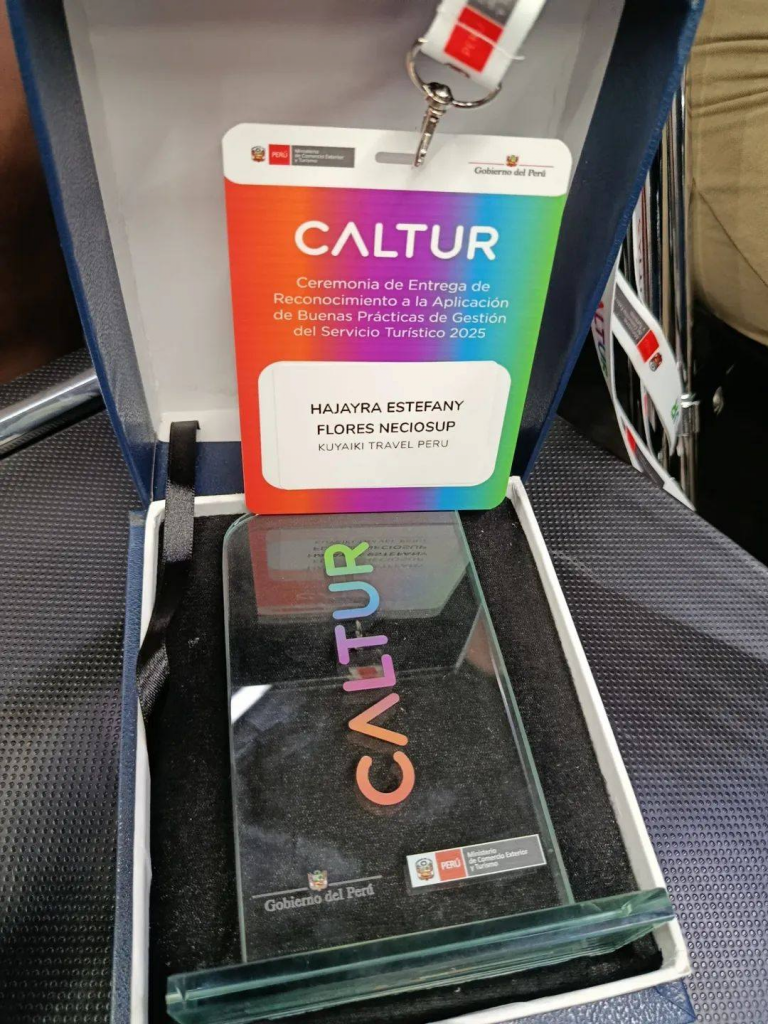 PERÚ
Ministerio
de Comercio Exterior
y Turismo
Gobierno del Perú
CALTUR
Ceremonia de Entrega de
Reconocimiento a la Aplicación
de Buenas Prácticas de Gestión
del Servicio Turístico 2025
HAJAYRA ESTEFANY
FLORES NECIOSUP
KUYAIKI TRAVEL PERU
CALTUR
Gobierno del Perú
PERÚ
Ministerio
de Comercio Exterior
y Turismo